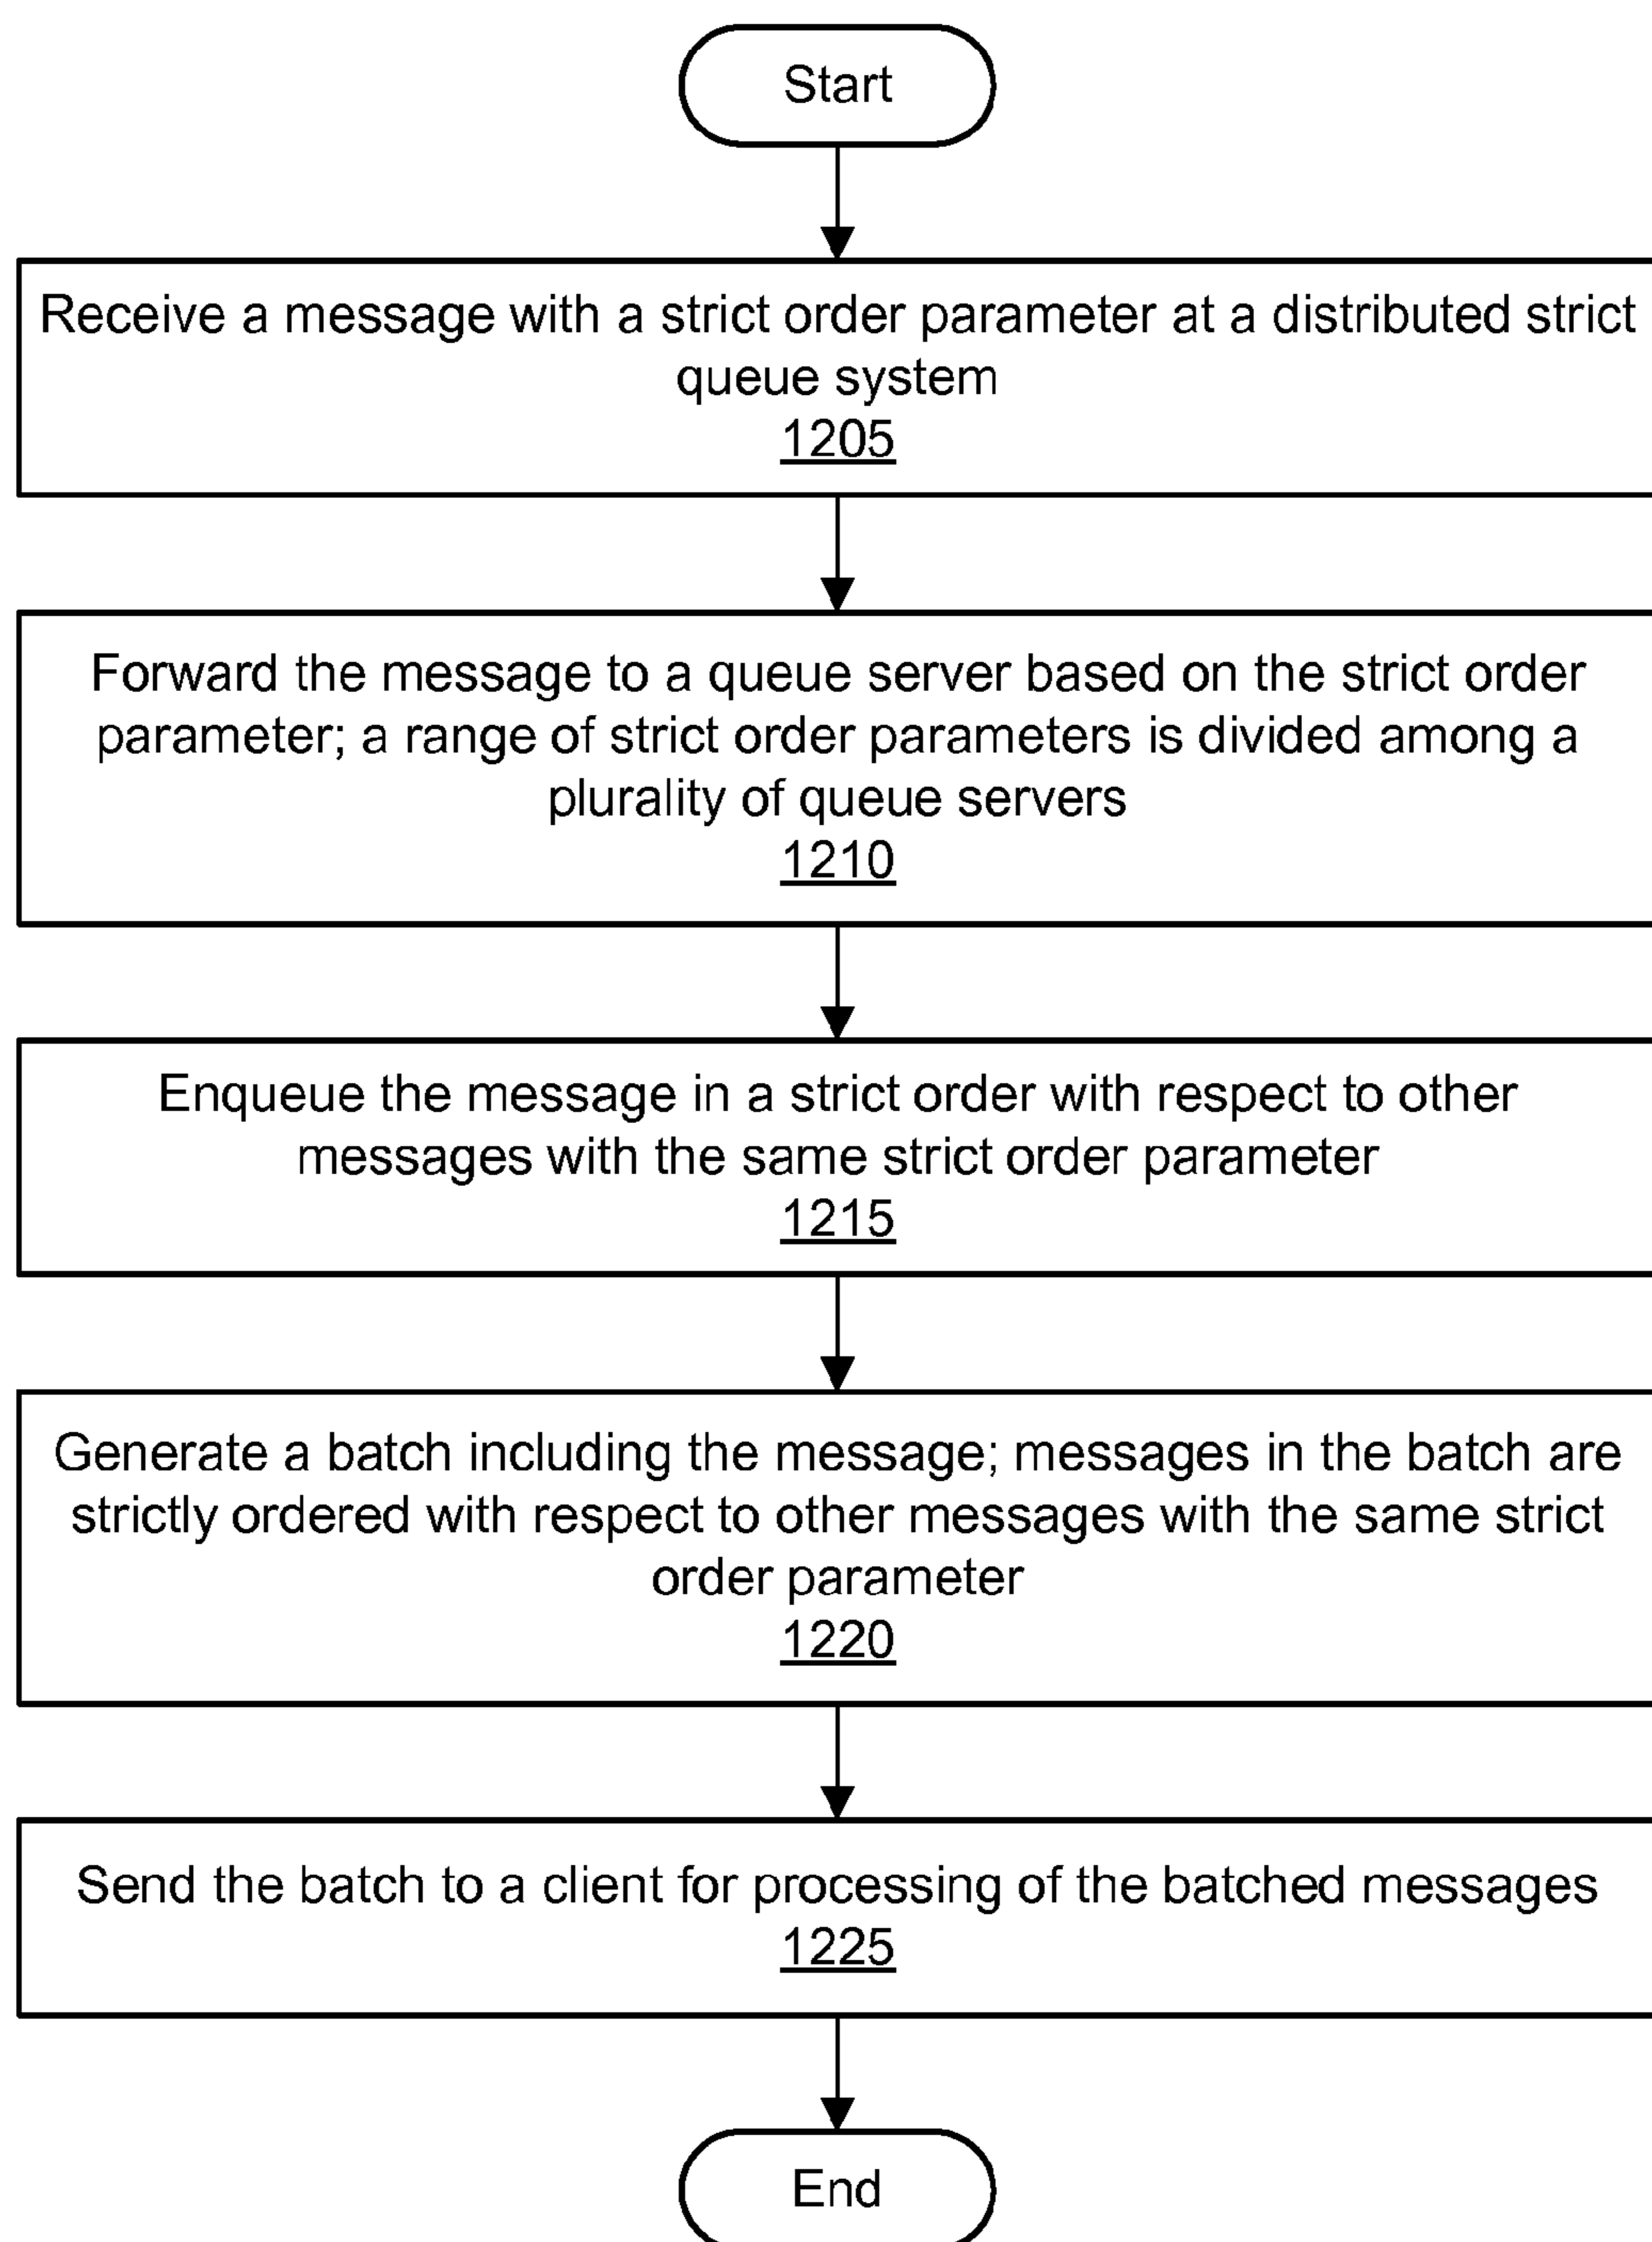 Start
Receive a message with a strict order parameter at a distributed strict
queue system
1205
Forward the message to a queue server based on the strict order
parameter; a range of strict order parameters is divided among a
plurality of queue servers
1210
Enqueue the message in a strict order with respect to other
messages with the same strict order parameter
1215
Generate a batch including the message; messages in the batch are
strictly ordered with respect to other messages with the same strict
order parameter
1220
Send the batch to a client for processing of the batched messages
1225
End